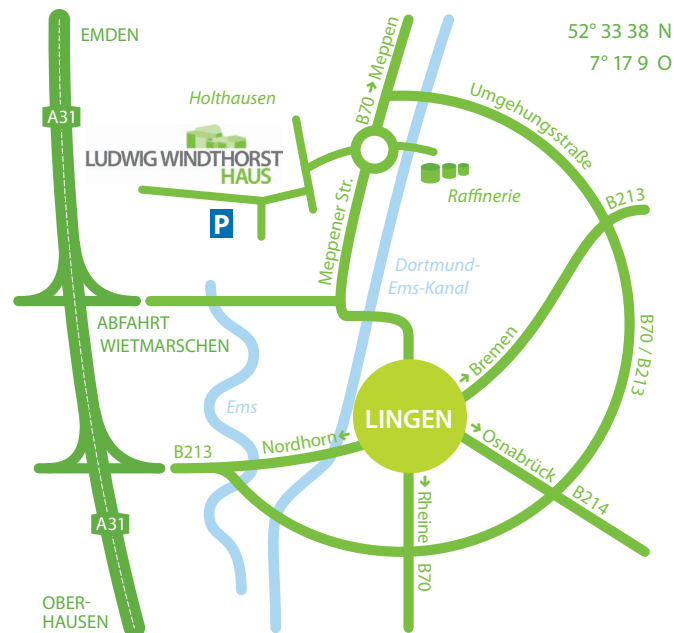 52° 33 38 N
7° 17 9 O
EMDEN
B70 → Meppen
Holthausen
Umgehungsstraße
A31
LUDWIG WINDTHORST
HAUS
Raffinerie
B213
P
Meppener Str.
Dortmund-
Ems-Kanal
ABFAHRT
WIETMARSCHEN
B70 / B213
→ Bremen
Ems
LINGEN
Nordhorn ←
B213
→ Osnabrück
B214
→ Rheine
B70
A31
OBER-
HAUSEN